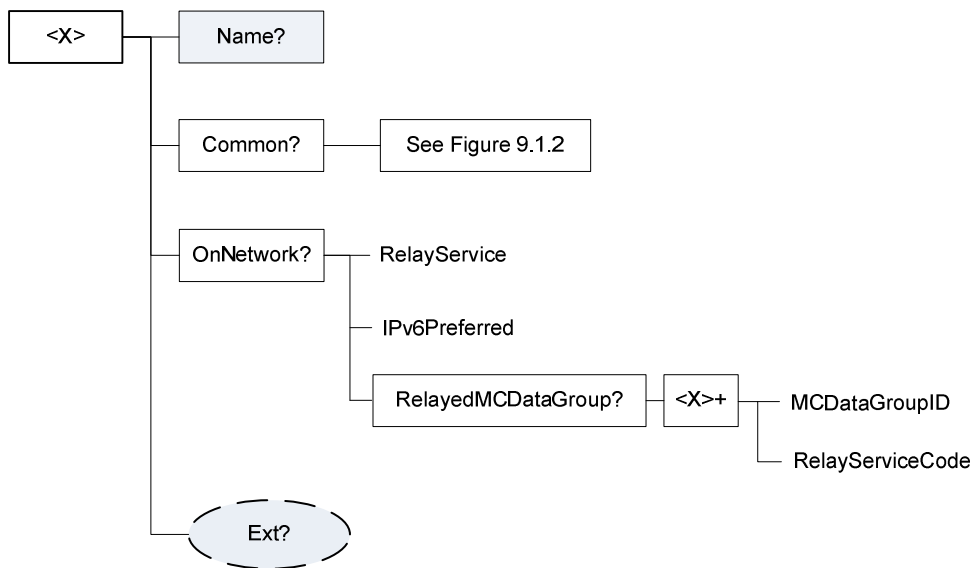 <X>
Name?
Common?
See Figure 9.1.2
OnNetwork?
RelayService
IPv6Preferred
RelayedMCDataGroup?
<X>+
MCDataGroupID
RelayServiceCode
Ext?